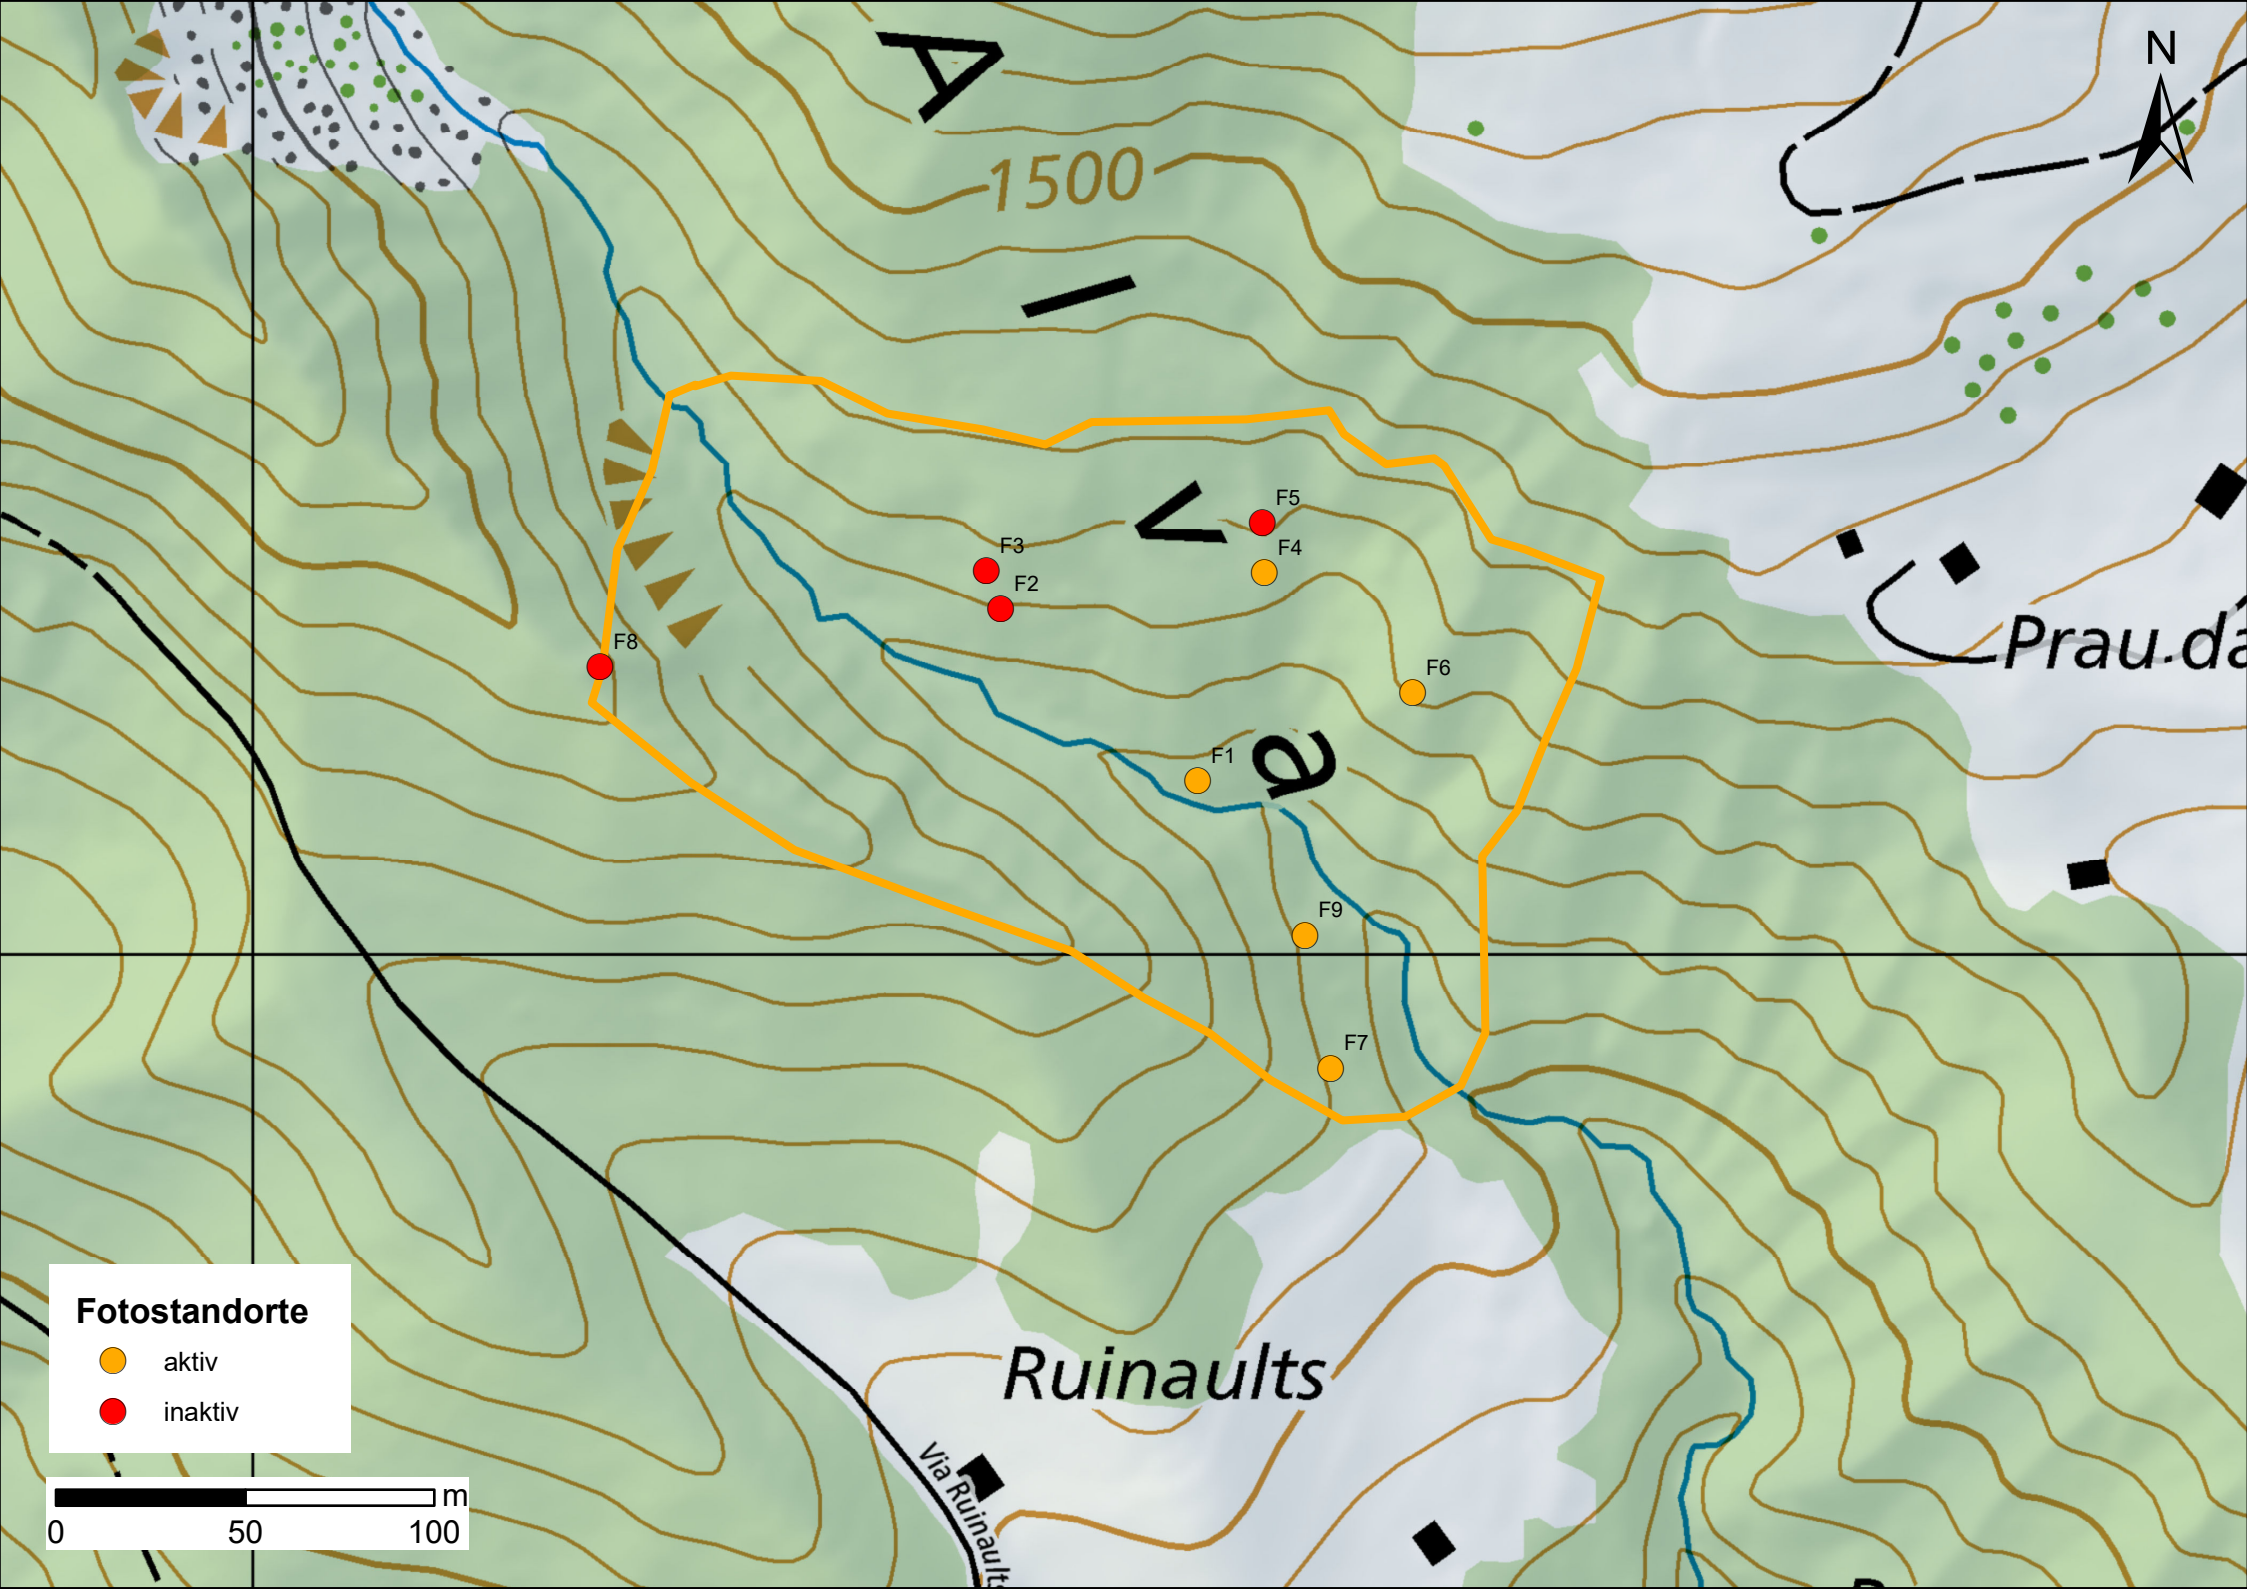 A
N
1500
l
v
F5
F3
F4
F2
F8
Prau.da
F6
a
F1
F9
F7
Fotostandorte
aktiv
inaktiv
Ruinaults
Via Ruinaults
m
0 50 100